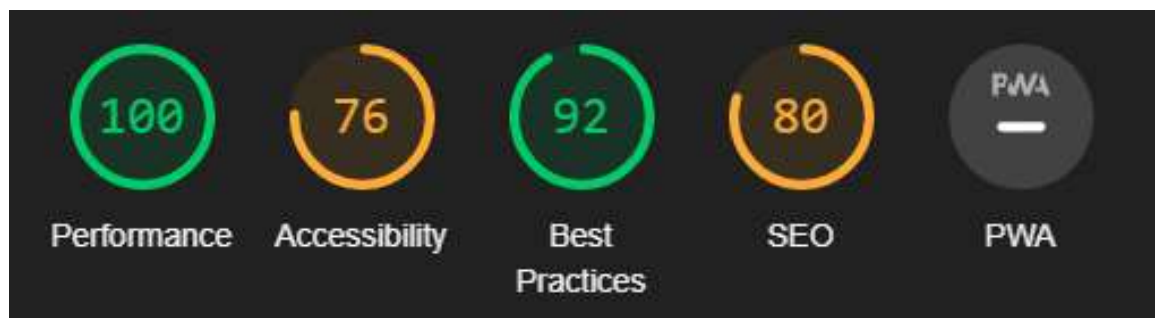 100 76 92 80 PWA
Performance Accessibility Best SEO PWA
Practices